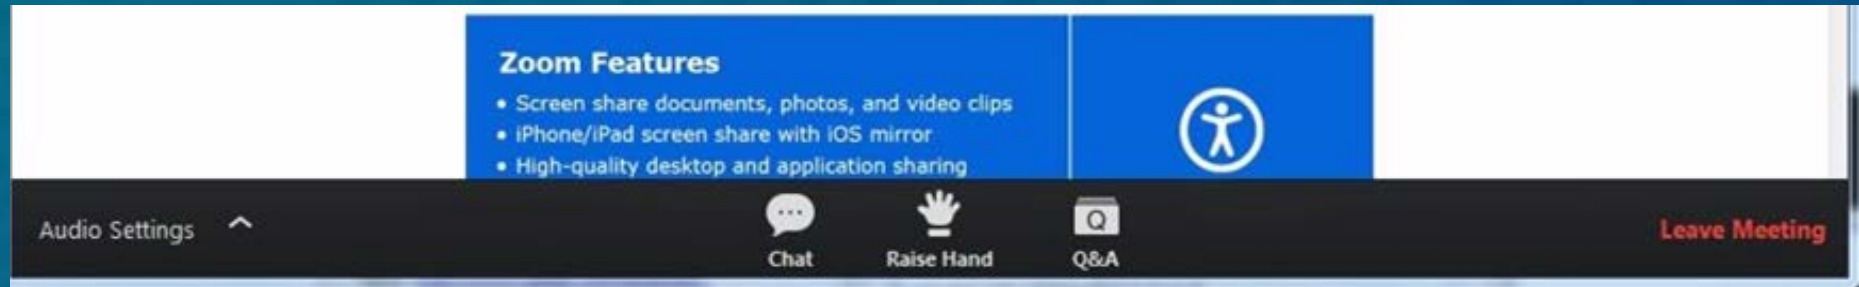 Zoom Features
• Screen share documents, photos, and video clips
• iPhone/iPad screen share with iOS mirror
• High-quality desktop and application sharing
Audio Settings
Chat
Raise Hand
Q
Q&A
Leave Meeting